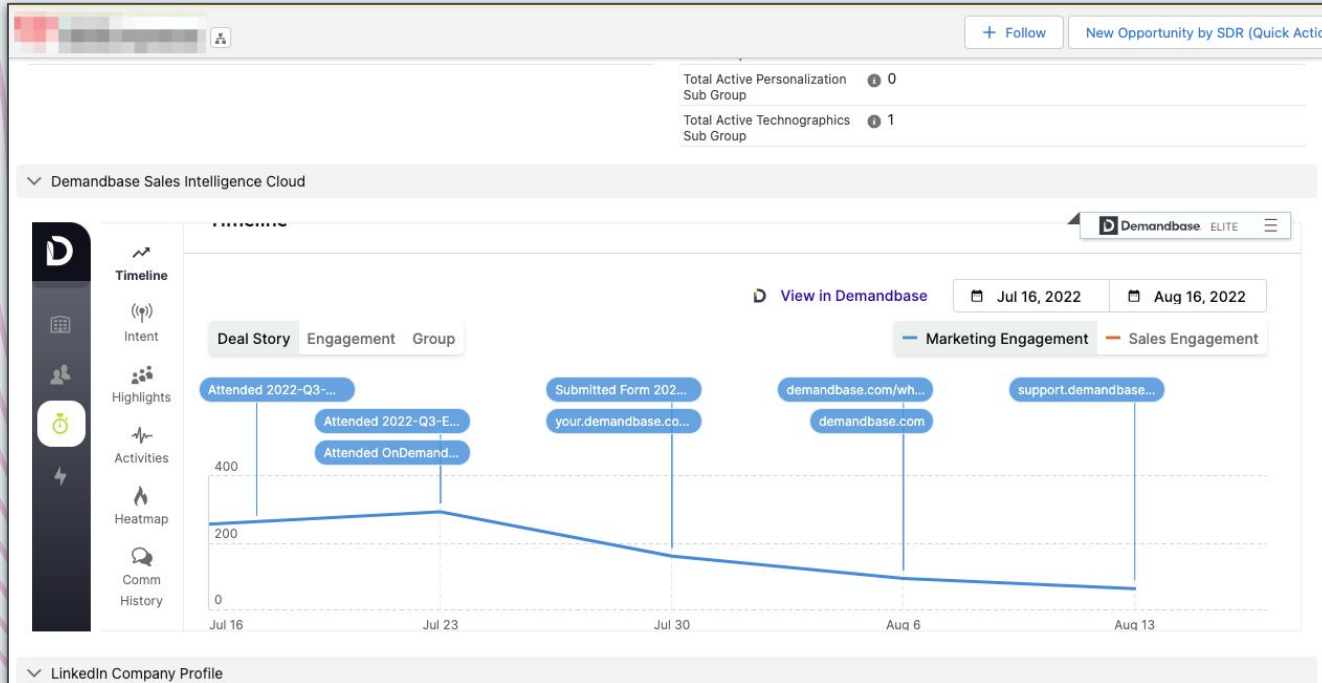 + Follow
New Opportunity by SDR (Quick Actio
Total Active Personalization 0
Sub Group
Total Active Technographics 1
Sub Group
Demandbase Sales Intelligence Cloud
Timeline
Demandbase. ELITE
Timeline
Intent
Highlights
Activities
Heatmap
Comm
History
View in Demandbase
Jul 16, 2022
Aug 16, 2022
Deal Story Engagement Group
Marketing Engagement Sales Engagement
Attended 2022-Q3-...
Attended 2022-Q3-E...
Attended OnDemand...
Submitted Form 202...
your.demandbase.co...
demandbase.com/wh...
demandbase.com
support.demandbase...
400
200
0
Jul 16 Jul 23 Jul 30 Aug 6 Aug 13
LinkedIn Company Profile